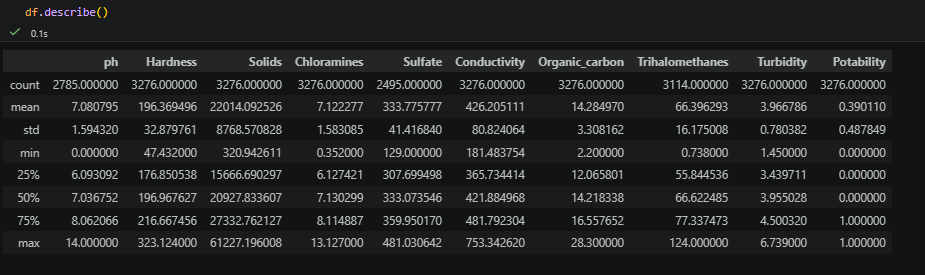 df.describe()
0.1s
ph Hardness Solids Chloramines Sulfate Conductivity Organic_carbon Trihalomethanes Turbidity Potability
count 2785.000000 3276.000000 3276.000000 3276.000000 2495.000000 3276.000000 3276.000000 3114.000000 3276.000000 3276.000000
mean 7.080795 196.369496 22014.092526 7.122277 333.775777 426.205111 14.284970 66.396293 3.966786 0.390110
std 1.594320 32.879761 8768.570828 1.583085 41.416840 80.824064 3.308162 16.175008 0.780382 0.487849
min 0.000000 47.432000 320.942611 0.352000 129.000000 181.483754 2.200000 0.738000 1.450000 0.000000
25% 6.093092 176.850538 15666.690297 6.127421 307.699498 365.734414 12.065801 55.844536 3.439711 0.000000
50% 7.036752 196.967627 20927.833607 7.130299 333.073546 421.884968 14.218338 66.622485 3.955028 0.000000
75% 8.062066 216.667456 27332.762127 8.114887 359.950170 481.792304 16.557652 77.337473 4.500320 1.000000
max 14.000000 323.124000 61227.196008 13.127000 481.030642 753.342620 28.300000 124.000000 6.739000 1.000000